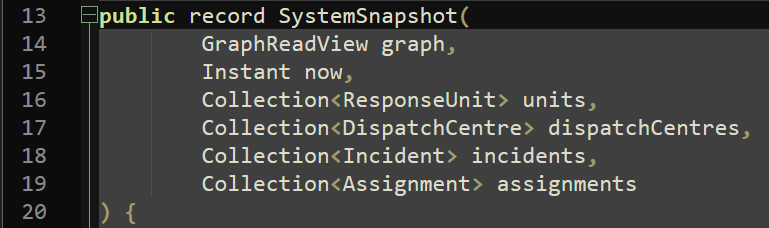 13 public record SystemSnapshot(
14 GraphReadView graph,
15 Instant now,
16 Collection<ResponseUnit> units,
17 Collection<DispatchCentre> dispatchCentres,
18 Collection<Incident> incidents,
19 Collection<Assignment> assignments
20 ) {